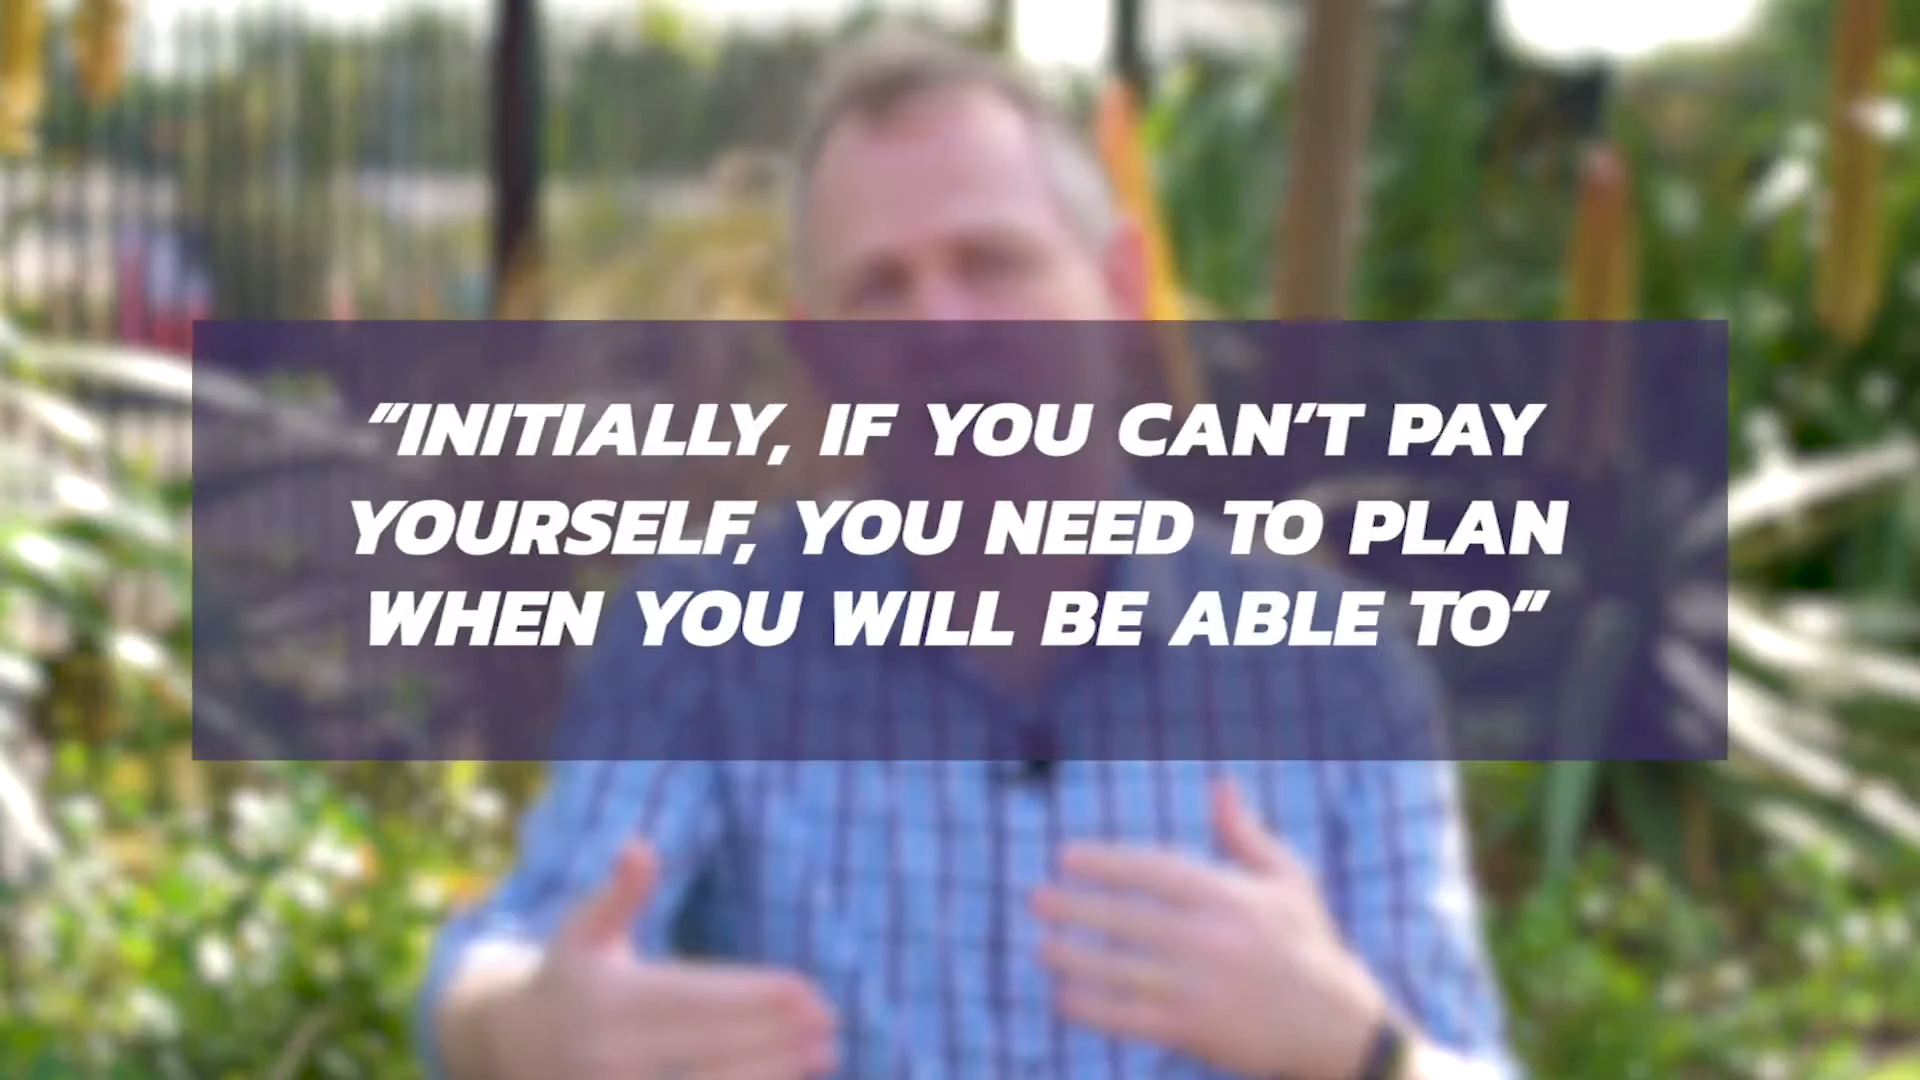 “INITIALLY, IF YOU CAN’T PAY
YOURSELF, YOU NEED TO PLAN
WHEN YOU WILL BE ABLE TO”